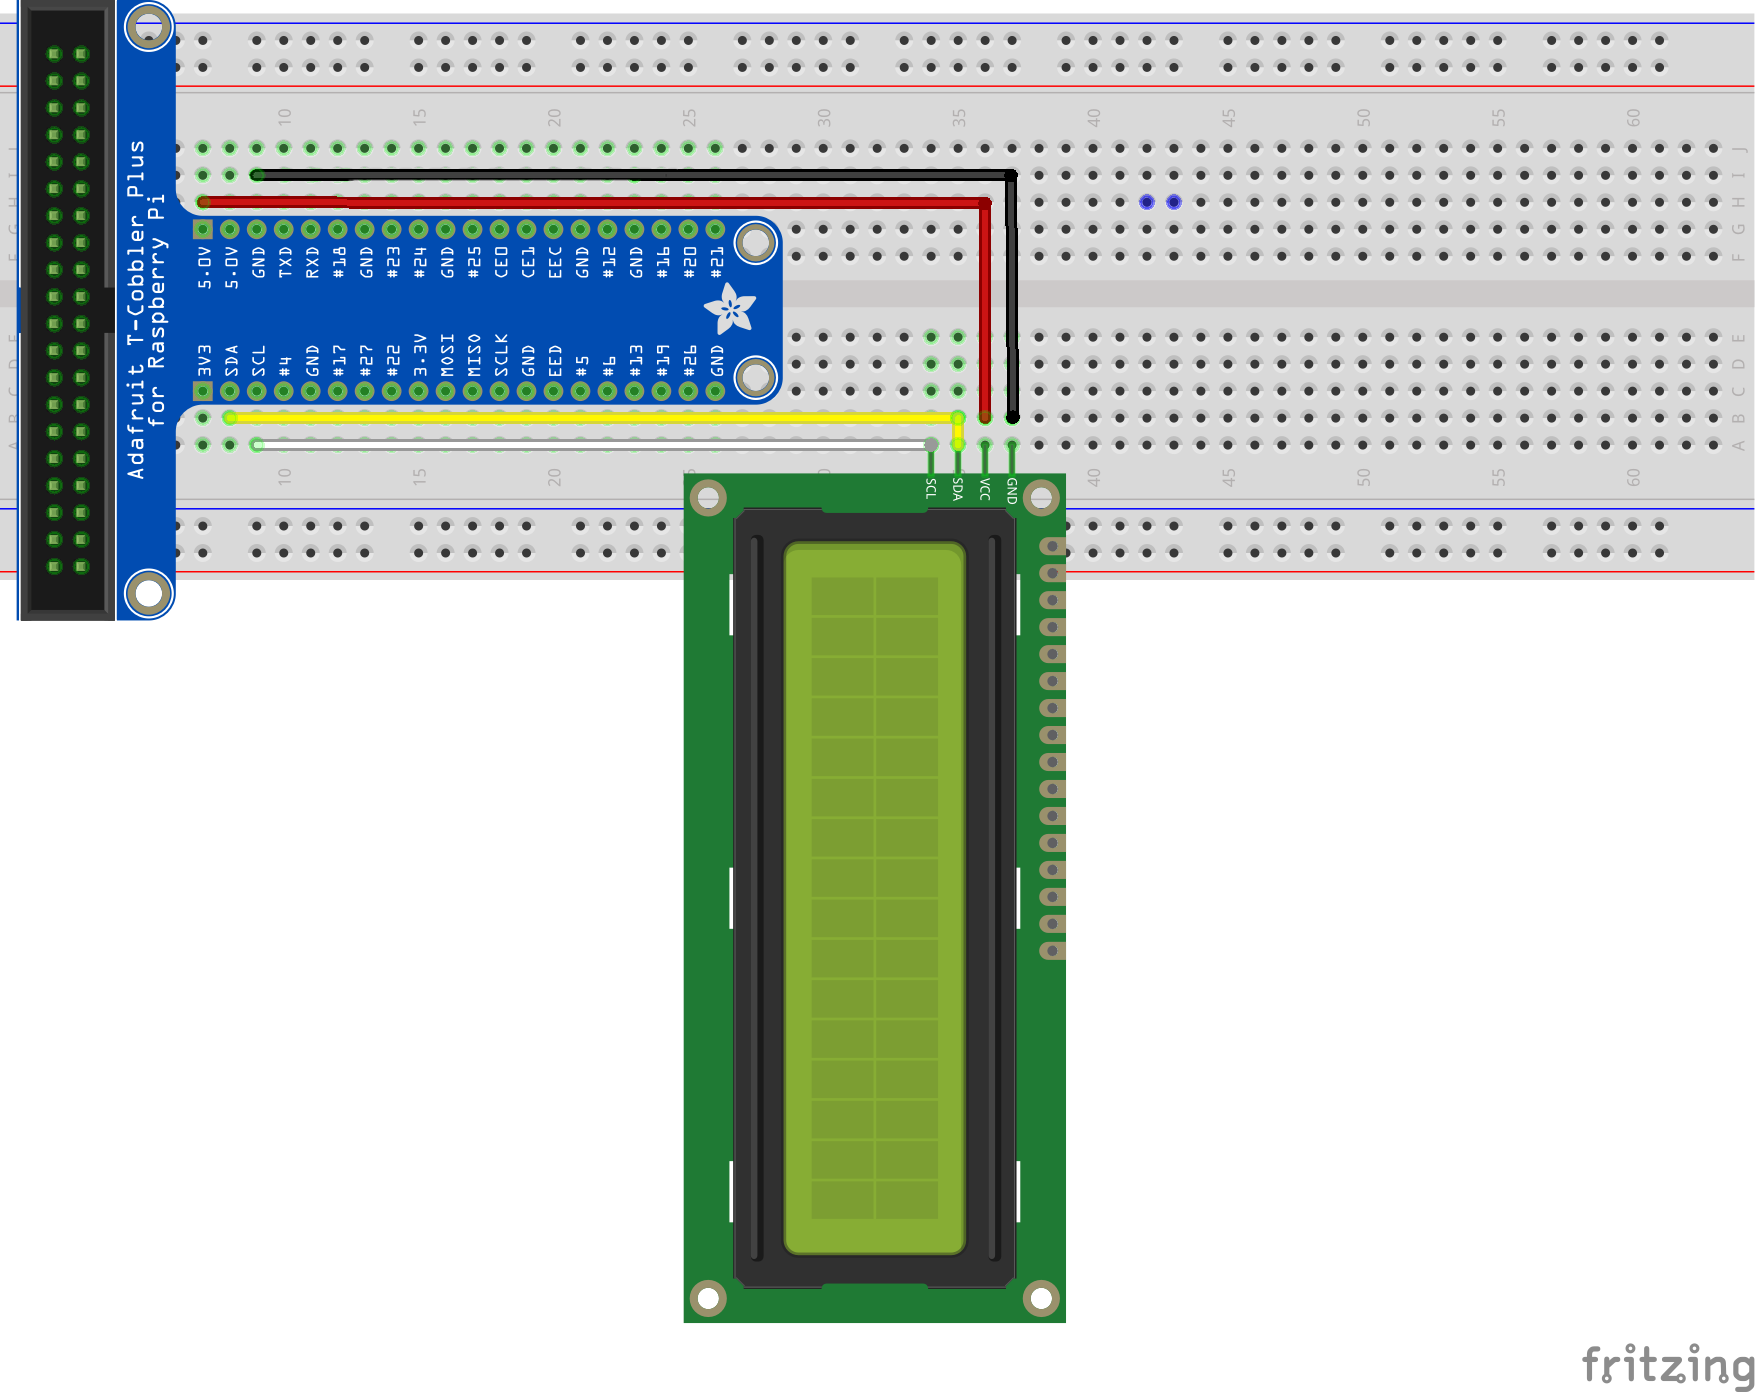 10 15 20 25 30 35 40 45 50 55 60
J
I
H
G
F
Adafruit T-Cobbler Plus
for Raspberry Pi
5.0V 5.0V GND TXD RXD #18 GND #23 #24 GND #25 CE0 CE1 EEC GND #12 GND #16 #20 #21
3V3 SDA SCL #4 GND #17 #27 #22 3.3V MOSI MISO SCLK GND EED #5 #6 #13 #19 #26 GND
E
D
C
B
A
10 15 20 40 45 50 55 60
SCL SDA VCC GND
fritzing